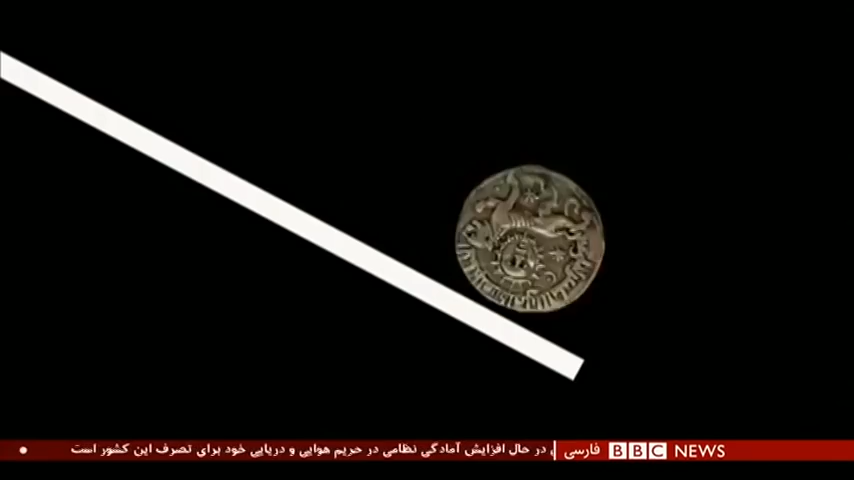 در حال افزایش آمادگی نظامی در حریم هوایی و دریایی خود برای تصرف این کشور است
BBC NEWS فارسی